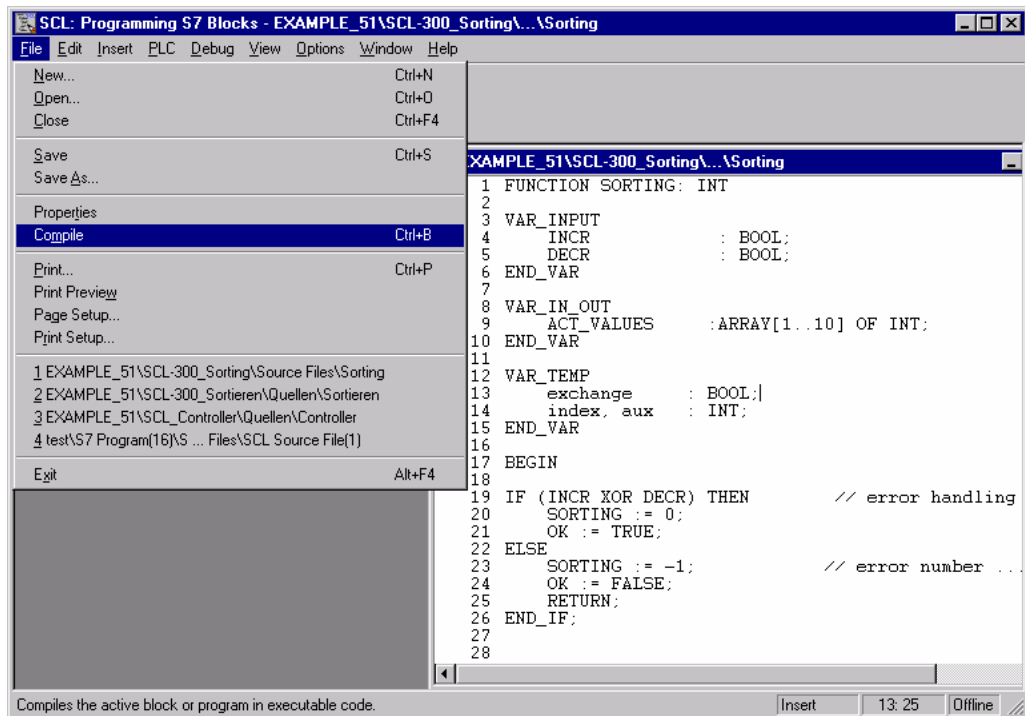 SCL: Programming S7 Blocks - EXAMPLE_51\SCL-300_Sorting\...\Sorting
File Edit Insert PLC Debug View Options Window Help
New... Ctrl+N
Open... Ctrl+O
Close Ctrl+F4
Save Ctrl+S
Save As...
Properties
Compile Ctrl+B
Print... Ctrl+P
Print Preview
Page Setup...
Print Setup...
1 EXAMPLE_51\SCL-300_Sorting\Source Files\Sorting
2 EXAMPLE_51\SCL-300_Sortieren\Quellen\Sortieren
3 EXAMPLE_51\SCL_Controller\Quellen\Controller
4 test\S7 Program(16)\S ... Files\SCL Source File(1)
Exit Alt+F4
XAMPLE_51\SCL-300_Sorting\...\Sorting
1 FUNCTION SORTING: INT
2
3 VAR_INPUT
4 INCR : BOOL;
5 DECR : BOOL;
6 END_VAR
7
8 VAR_IN_OUT
9 ACT_VALUES :ARRAY[1..10] OF INT;
10 END_VAR
11
12 VAR_TEMP
13 exchange : BOOL;
14 index, aux : INT;
15 END_VAR
16
17 BEGIN
18
19 IF (INCR XOR DECR) THEN // error handling
20 SORTING := 0;
21 OK := TRUE;
22 ELSE
23 SORTING := -1; // error number ...
24 OK := FALSE;
25 RETURN;
26 END_IF;
27
28
Compiles the active block or program in executable code. Insert 13: 25 Offline